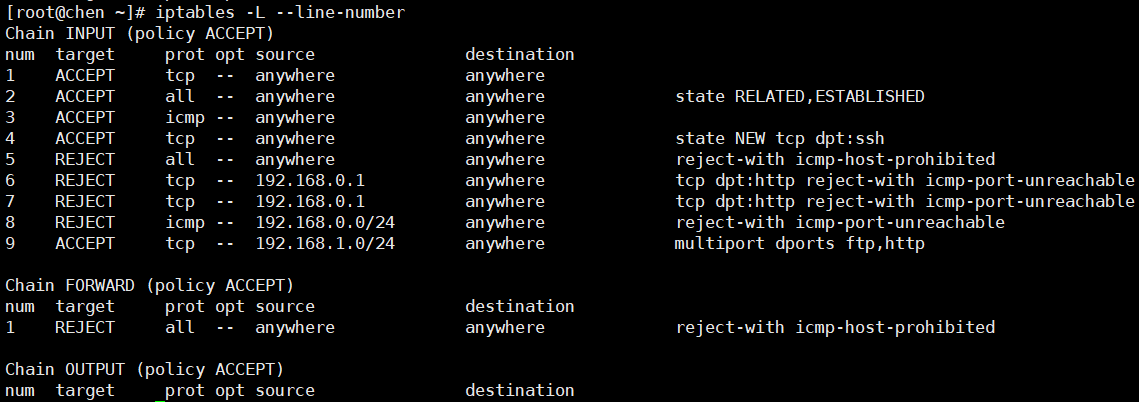 [root@chen ~]# iptables -L --line-number
Chain INPUT (policy ACCEPT)
num  target     prot opt source               destination
1    ACCEPT     tcp  --  anywhere             anywhere
2    ACCEPT     all  --  anywhere             anywhere             state RELATED,ESTABLISHED
3    ACCEPT     icmp --  anywhere             anywhere
4    ACCEPT     tcp  --  anywhere             anywhere             state NEW tcp dpt:ssh
5    REJECT     all  --  anywhere             anywhere             reject-with icmp-host-prohibited
6    REJECT     tcp  --  192.168.0.1          anywhere             tcp dpt:http reject-with icmp-port-unreachable
7    REJECT     tcp  --  192.168.0.1          anywhere             tcp dpt:http reject-with icmp-port-unreachable
8    REJECT     icmp --  192.168.0.0/24       anywhere             reject-with icmp-port-unreachable
9    ACCEPT     tcp  --  192.168.1.0/24       anywhere             multiport dports ftp,http
Chain FORWARD (policy ACCEPT)
num  target     prot opt source               destination
1    REJECT     all  --  anywhere             anywhere             reject-with icmp-host-prohibited
Chain OUTPUT (policy ACCEPT)
num  target     prot opt source               destination